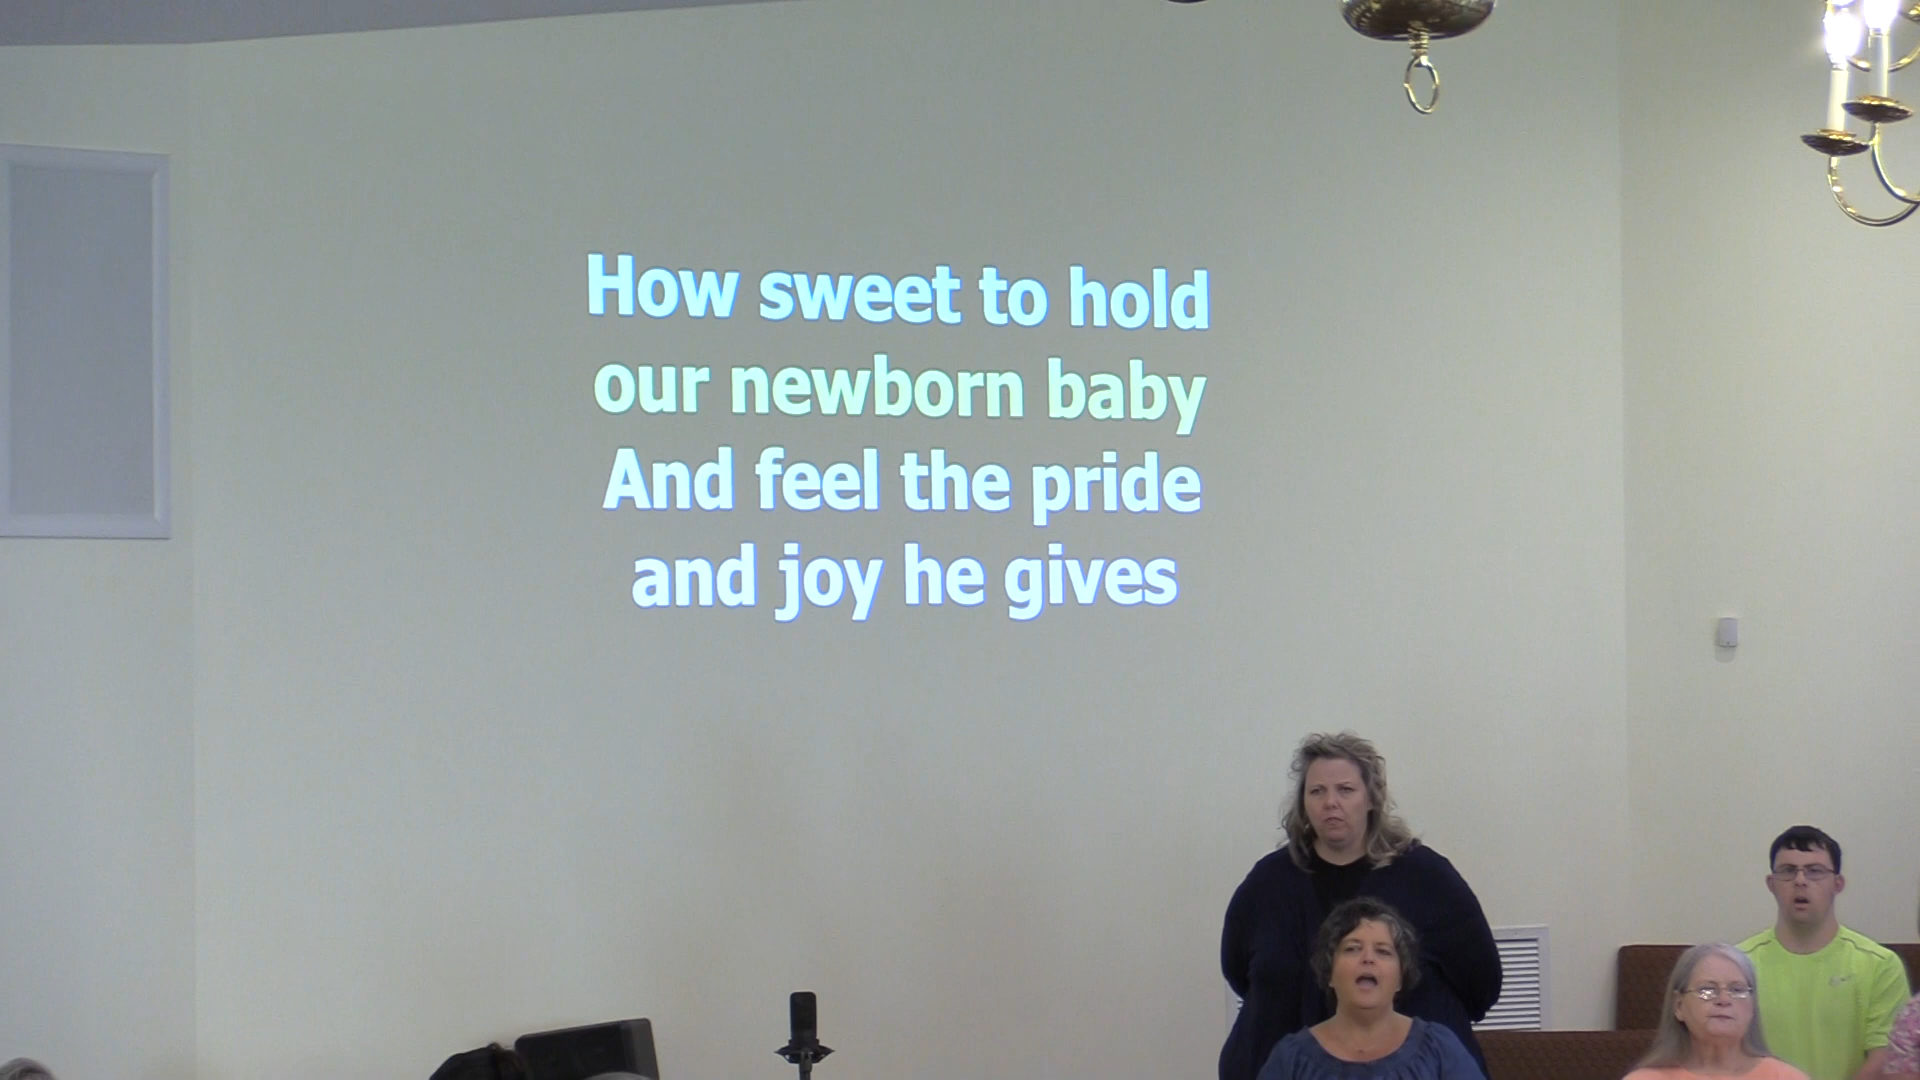 How sweet to hold
our newborn baby
And feel the pride
and joy he gives